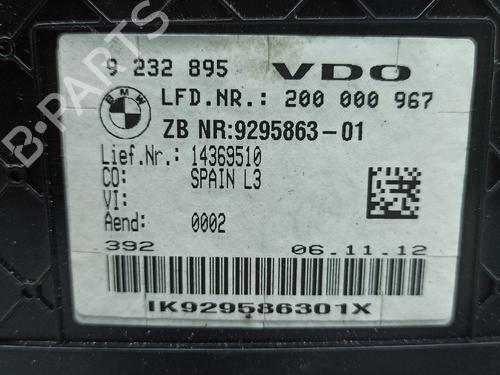 9 232 895 VDO
BMW LFD.NR.: 200 000 967
ZB NR:9295863-01
Lief.Nr.: 14369510
CO: SPAIN L3
VI:
Aend: 0002
392 06.11.12
IK929586301X
B-PARTS